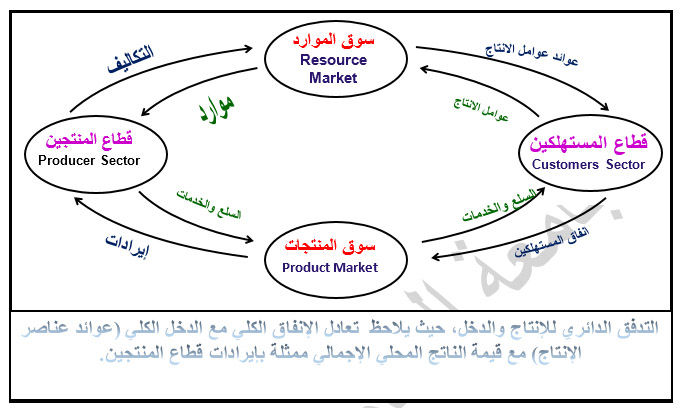 سوق الموارد
Resource
Market
التكاليف
عوائد عوامل الانتاج
موارد
عوامل الانتاج
قطاع المنتجين
Producer Sector
قطاع المستهلكين
Customers Sector
السلع والخدمات
السلع والخدمات
إيرادات
انفاق المستهلكين
سوق المنتجات
Product Market
التدفق الدائري للإنتاج والدخل، حيث يلاحظ تعادل الإنفاق الكلي مع الدخل الكلي (عوائد عناصر
الإنتاج) مع قيمة الناتج المحلي الإجمالي ممثلة بإيرادات قطاع المنتجين.